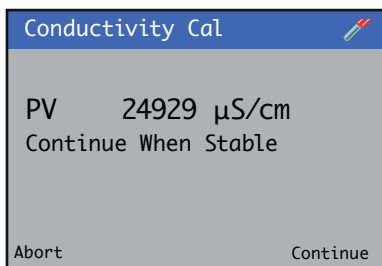 Conductivity Cal
PV 24929 µS/cm
Continue When Stable
Abort Continue